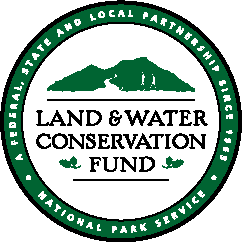 A FEDERAL, STATE AND LOCAL PARTNERSHIP SINCE 1965
LAND & WATER
CONSERVATION
FUND
NATIONAL PARK SERVICE